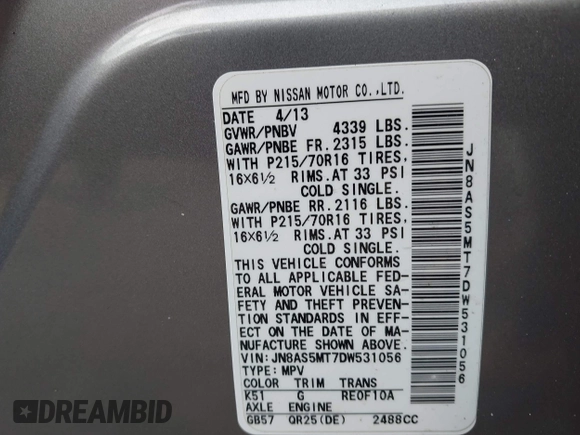 MFD BY NISSAN MOTOR CO.,LTD.
DATE 4/13
GVWR/PNBV 4339 LBS.
GAWR/PNBE FR. 2315 LBS.
WITH P215/70R16 TIRES,
16X6½ RIMS.AT 33 PSI
COLD SINGLE.
GAWR/PNBE RR. 2116 LBS.
WITH P215/70R16 TIRES,
16X6½ RIMS.AT 33 PSI
COLD SINGLE.
THIS VEHICLE CONFORMS
TO ALL APPLICABLE FED-
ERAL MOTOR VEHICLE SA-
FETY AND THEFT PREVEN-
TION STANDARDS IN EFF-
ECT ON THE DATE OF MA-
NUFACTURE SHOWN ABOVE.
VIN: JN8AS5MT7DW531056
TYPE: MPV
COLOR TRIM TRANS
K51 G RE0F10A
AXLE ENGINE
GB57 QR25(DE) 2488CC
JN8AS5MT7DW531056
© RideSafely.com